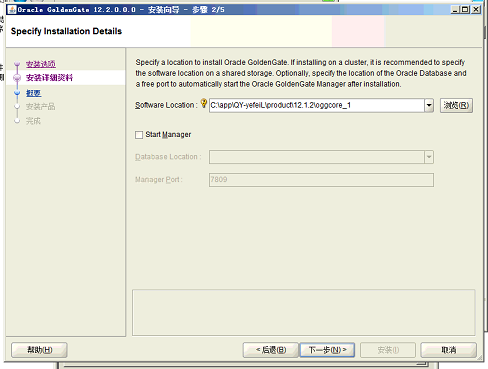 Oracle GoldenGate 12.2.0.0.0 - 安装向导 - 步骤 2/5
Specify Installation Details
安装选项
安装详细资料
概要
安装产品
完成
Specify a location to install Oracle GoldenGate. If installing on a cluster, it is recommended to
specify the software location on a shared storage. Optionally, specify the location of the Oracle Database and
a free port to automatically start the Oracle GoldenGate Manager after installation.
Software Location : C:\app\QY-yefeiL\product\12.1.2\oggcore_1 浏览(R)
Start Manager
Database Location :
Manager Port : 7809
帮助(H) < 后退(B) 下一步(N) > 安装(I) 取消